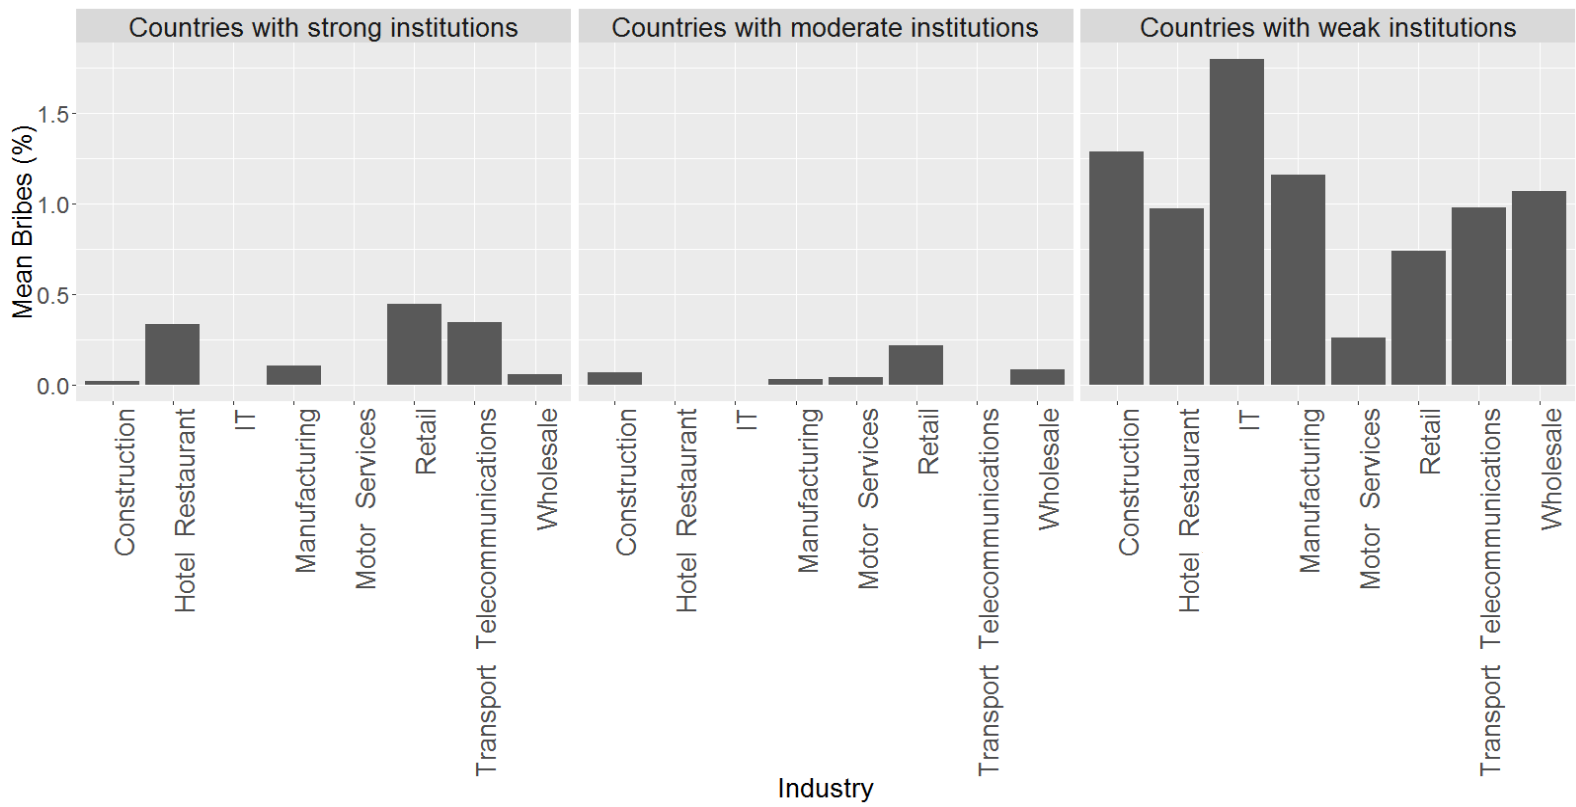 Countries with strong institutions
Countries with moderate institutions
Countries with weak institutions
Mean Bribes (%)
1.5
1.0
0.5
0.0
Construction
Hotel Restaurant
IT
Manufacturing
Motor Services
Retail
Transport Telecommunications
Wholesale
Construction
Hotel Restaurant
IT
Manufacturing
Motor Services
Retail
Transport Telecommunications
Wholesale
Construction
Hotel Restaurant
IT
Manufacturing
Motor Services
Retail
Transport Telecommunications
Wholesale
Industry